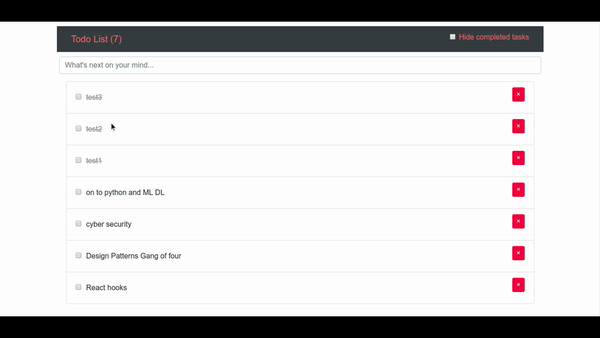 Todo List (7)
Hide completed tasks
What's next on your mind...
test3
test2
test1
on to python and ML DL
cyber security
Design Patterns Gang of four
React hooks